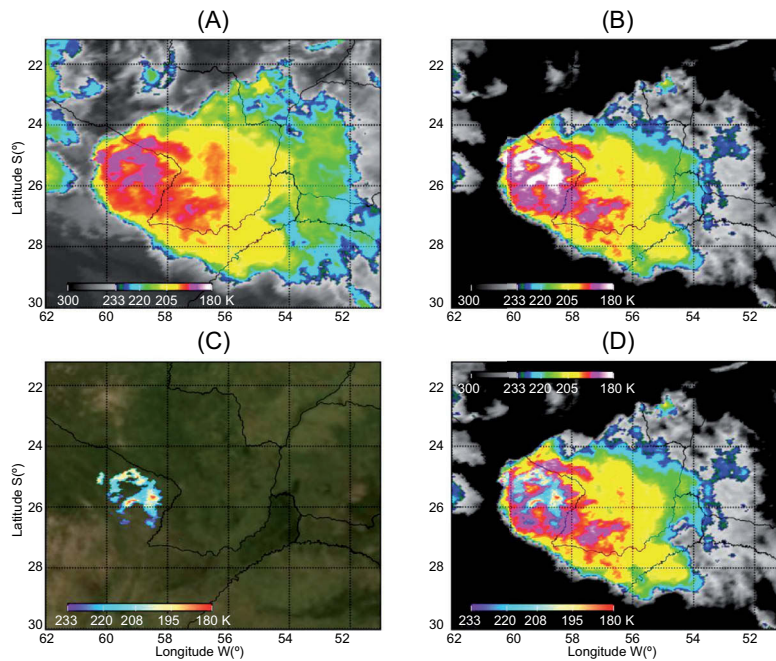 (A)
(B)
22
24
26
28
30
Latitude S(º)
300 233 220 205 180 K
62 60 58 56 54 52
22
24
26
28
30
300 233 220 205 180 K
62 60 58 56 54 52
(C)
(D)
22
24
26
28
30
Latitude S(º)
233 220 208 195 180 K
62 60 58 56 54 52
Longitude W(º)
300 233 220 205 180 K
22
24
26
28
30
233 220 208 195 180 K
62 60 58 56 54 52
Longitude W(º)